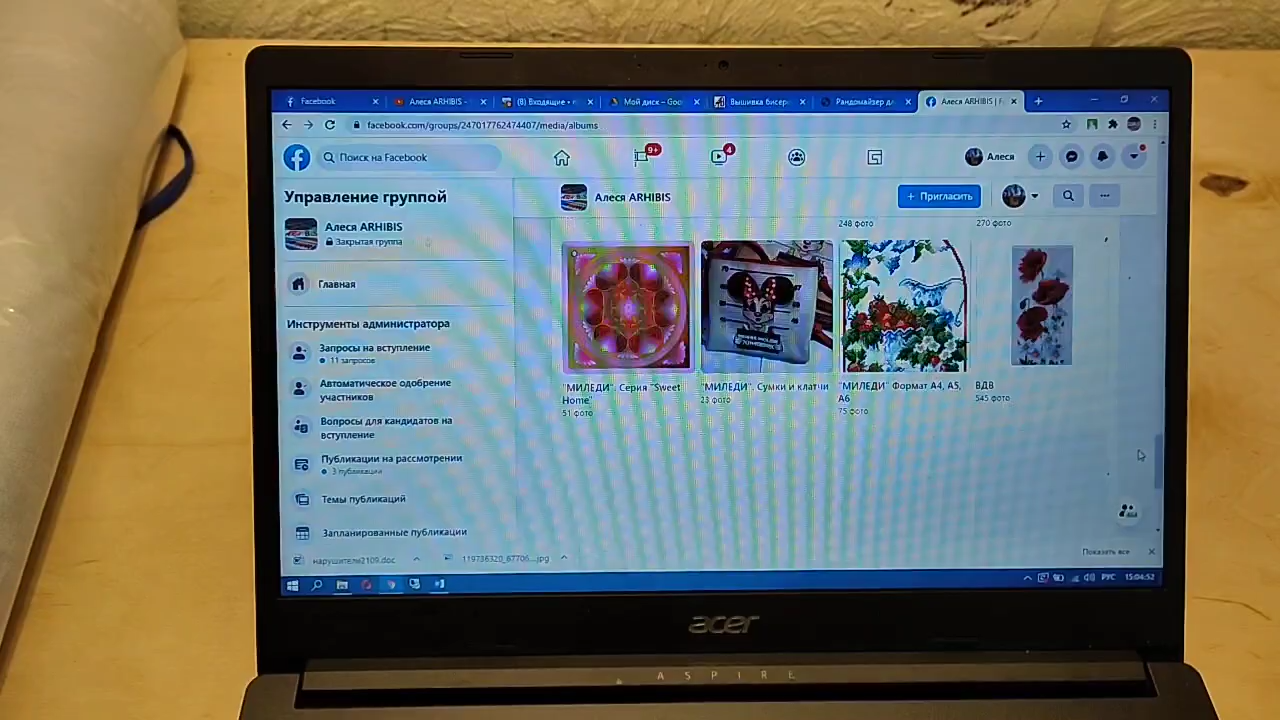 Facebook
Алеся ARHIBIS -
(8) Входящие •
Мой диск – Goo
Вышивка бисеро
Рандомайзер дл
Алеся ARHIBIS | F
facebook.com/groups/247017762474407/media/albums
Поиск на Facebook
9+
4
Алеся
Управление группой
Алеся ARHIBIS
Закрытая группа
Главная
Инструменты администратора
Запросы на вступление
11 запросов
Автоматическое одобрение
участников
Вопросы для кандидатов на
вступление
Публикации на рассмотрении
3 публикации
Темы публикаций
Запланированные публикации
Алеся ARHIBIS
+ Пригласить
248 фото
270 фото
"МИЛЕДИ". Серия "Sweet
Home"
51 фото
"МИЛЕДИ". Сумки и клатчи
23 фото
"МИЛЕДИ" Формат А4, А5,
А6
75 фото
ВДВ
545 фото
нарушители2109.doc
119736320_67706...jpg
Показать все
РУС
15:04:52
acer
ASPIRE